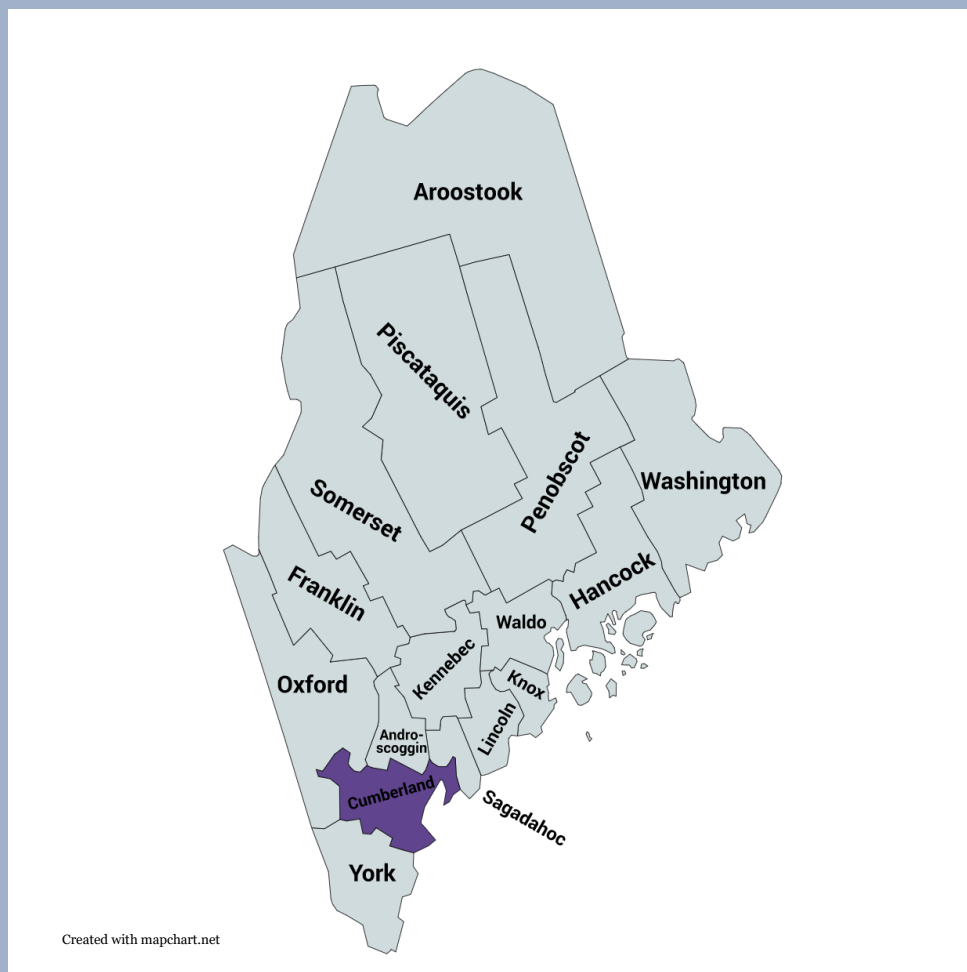 Aroostook
Piscataquis
Penobscot
Washington
Somerset
Hancock
Franklin
Waldo
Kennebec
Oxford
Knox
Lincoln
Andro-
scoggin
Cumberland
Sagadahoc
York
Created with mapchart.net